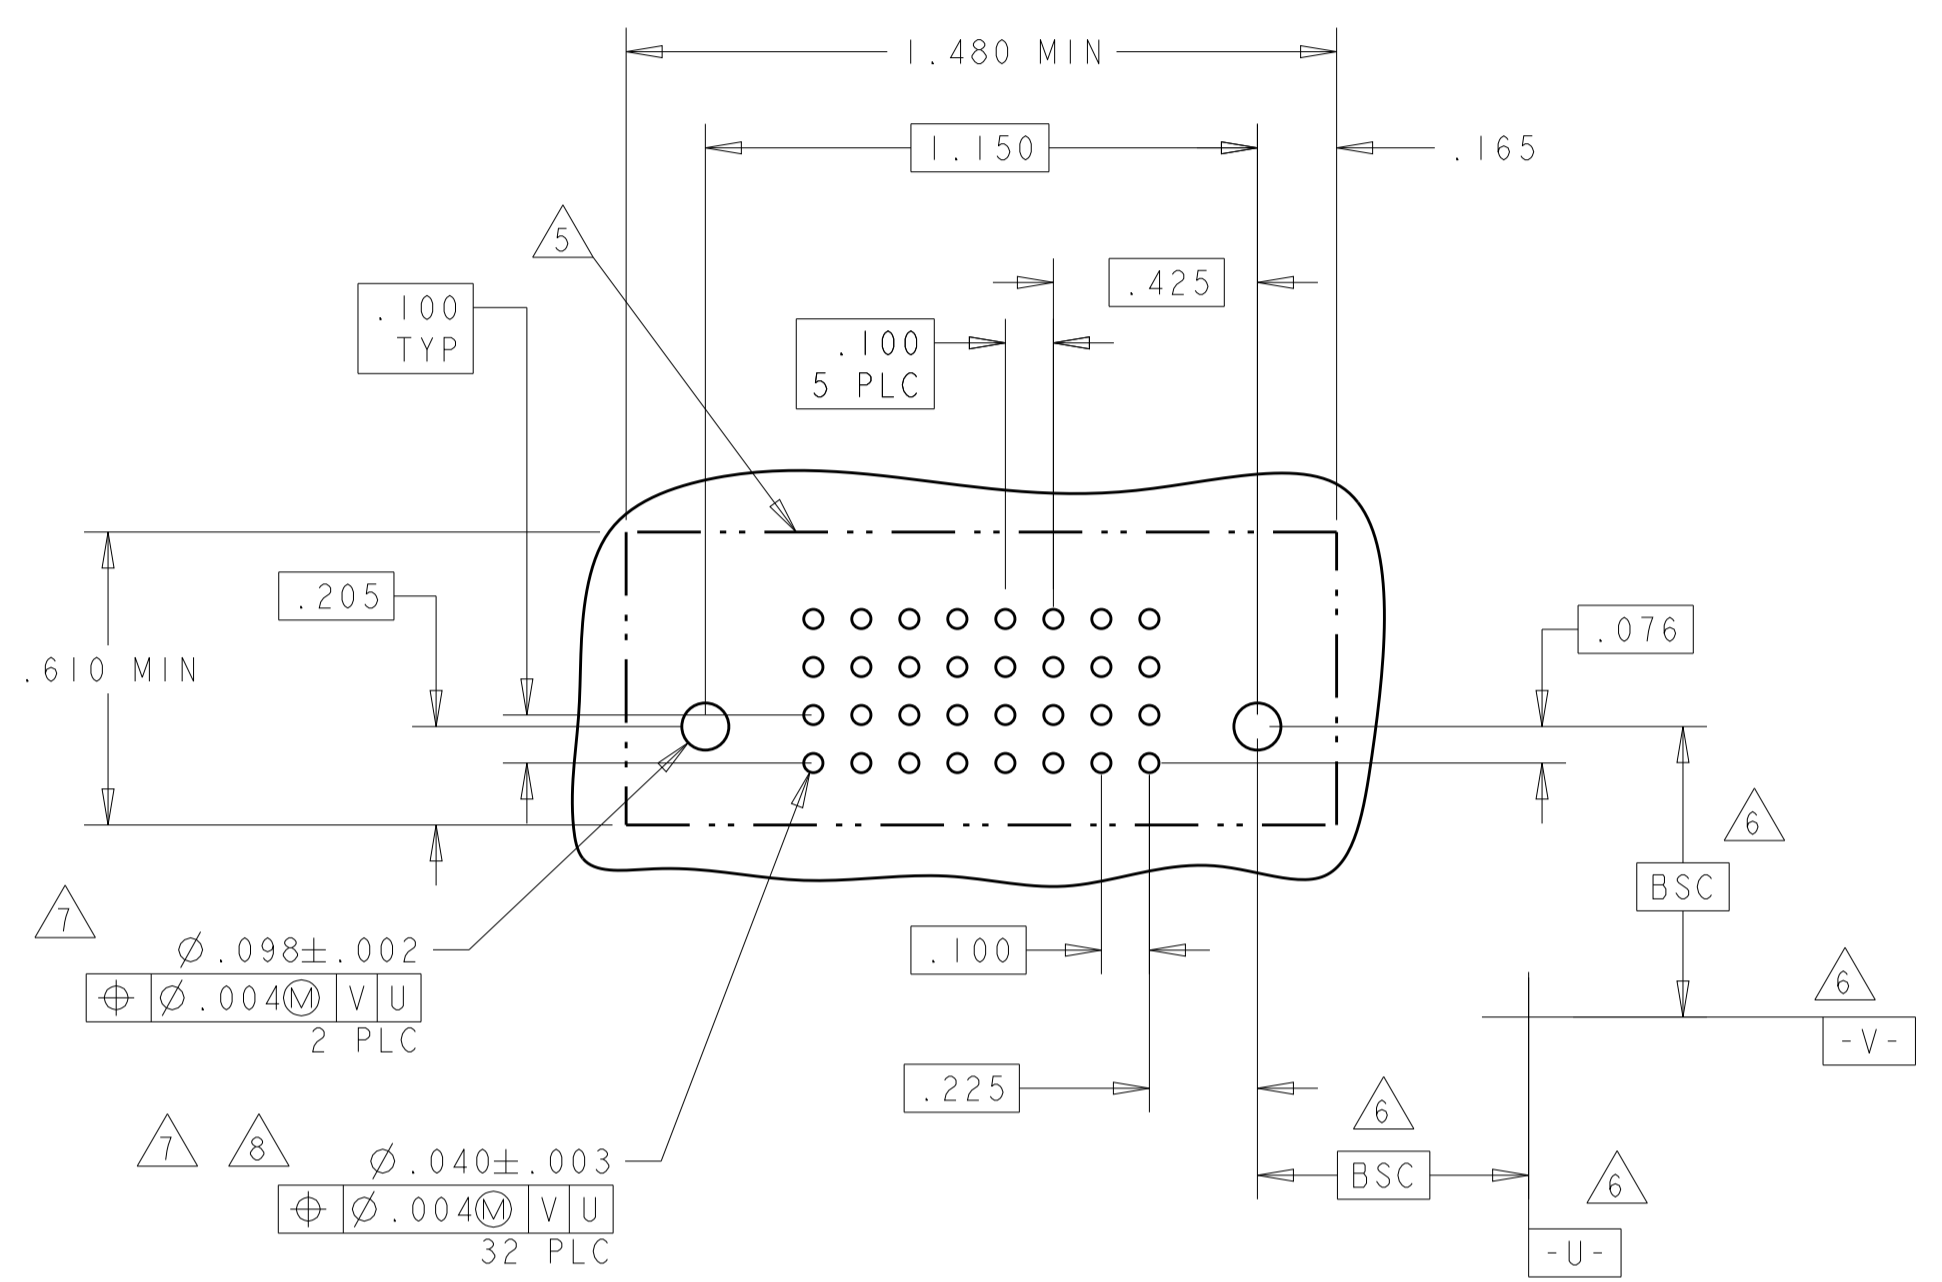 1.480 MIN
1.150
.165
5
.425
.100
TYP
.100
5 PLC
.205
.076
.610 MIN
6
BSC
7
Ø.098±.002
⌖ Ø.004Ⓜ V U
2 PLC
.100
6
-V-
.225
6
BSC
6
-U-
7 8
Ø.040±.003
⌖ Ø.004Ⓜ V U
32 PLC